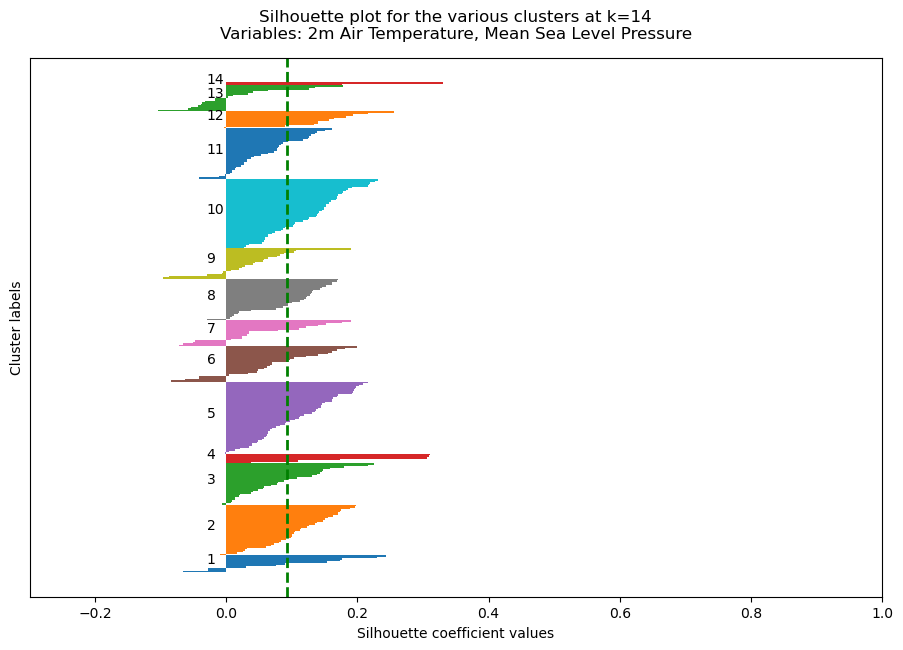 Silhouette plot for the various clusters at k=14
Variables: 2m Air Temperature, Mean Sea Level Pressure
14
13
12
11
10
9
8
7
6
5
4
3
2
1
Cluster labels
−0.2 0.0 0.2 0.4 0.6 0.8 1.0
Silhouette coefficient values